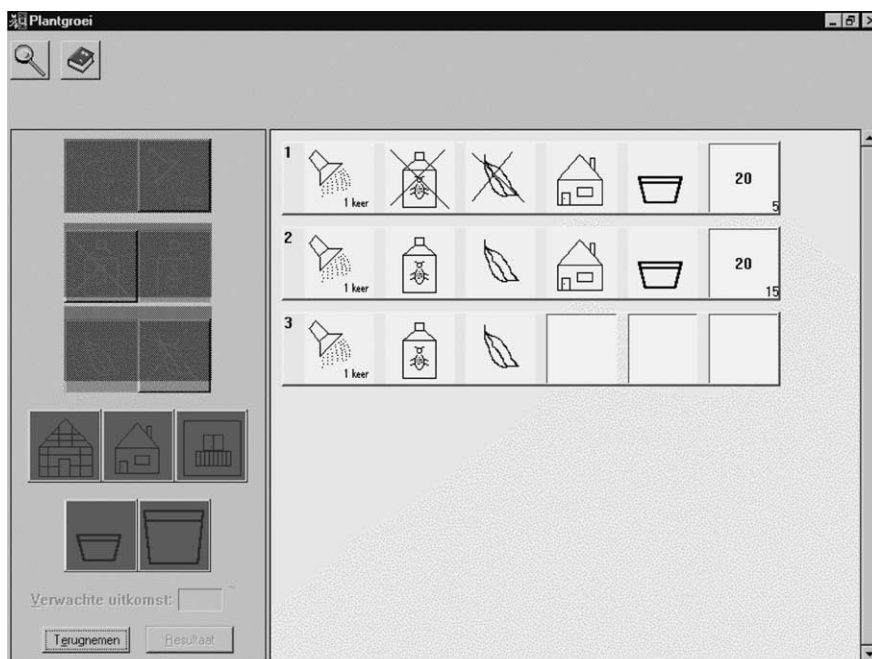 Plantgroei
1
1 keer
20
5
2
1 keer
20
15
3
1 keer
Verwachte uitkomst:
Terugnemen
Resultaat